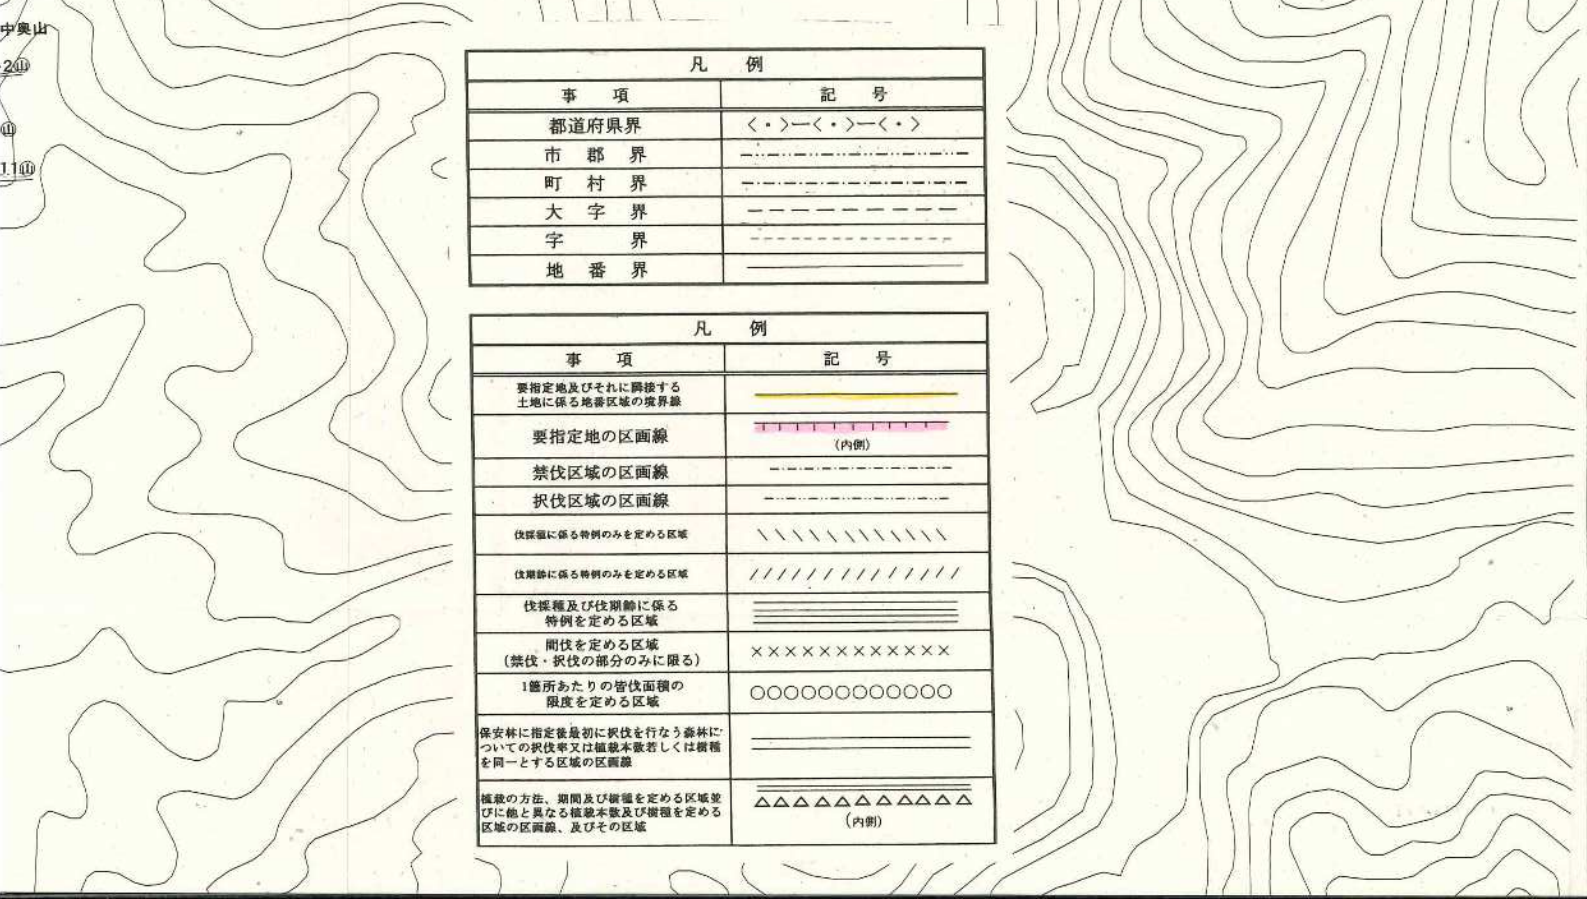 中奥山
2㊤
㊤
11㊤
凡 例
事 項 記 号
都道府県界
市 郡 界
町 村 界
大 字 界
字 界
地 番 界
凡 例
事 項 記 号
要指定地及びそれに隣接する
土地に係る地番区域の境界線
要指定地の区画線
(内側)
禁伐区域の区画線
択伐区域の区画線
伐採種に係る特例のみを定める区域
伐期齢に係る特例のみを定める区域
伐採種及び伐期齢に係る
特例を定める区域
間伐を定める区域
(禁伐・択伐の部分のみに限る)
1箇所あたりの皆伐面積の
限度を定める区域
保安林に指定後最初に択伐を行なう森林に
ついての択伐率又は植栽本数若しくは樹種
を同一とする区域の区画線
植栽の方法、期間及び樹種を定める区域並
びに他と異なる植栽本数及び樹種を定める
区域の区画線、及びその区域
(内側)